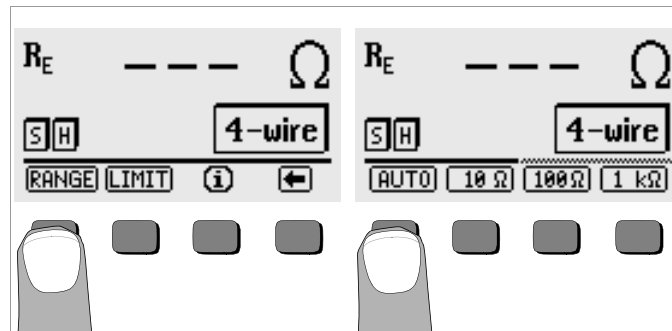 RE — — — Ω
S H 4-wire
RANGE LIMIT i ←
RE — — — Ω
S H 4-wire
AUTO 10 Ω 100Ω 1 kΩ